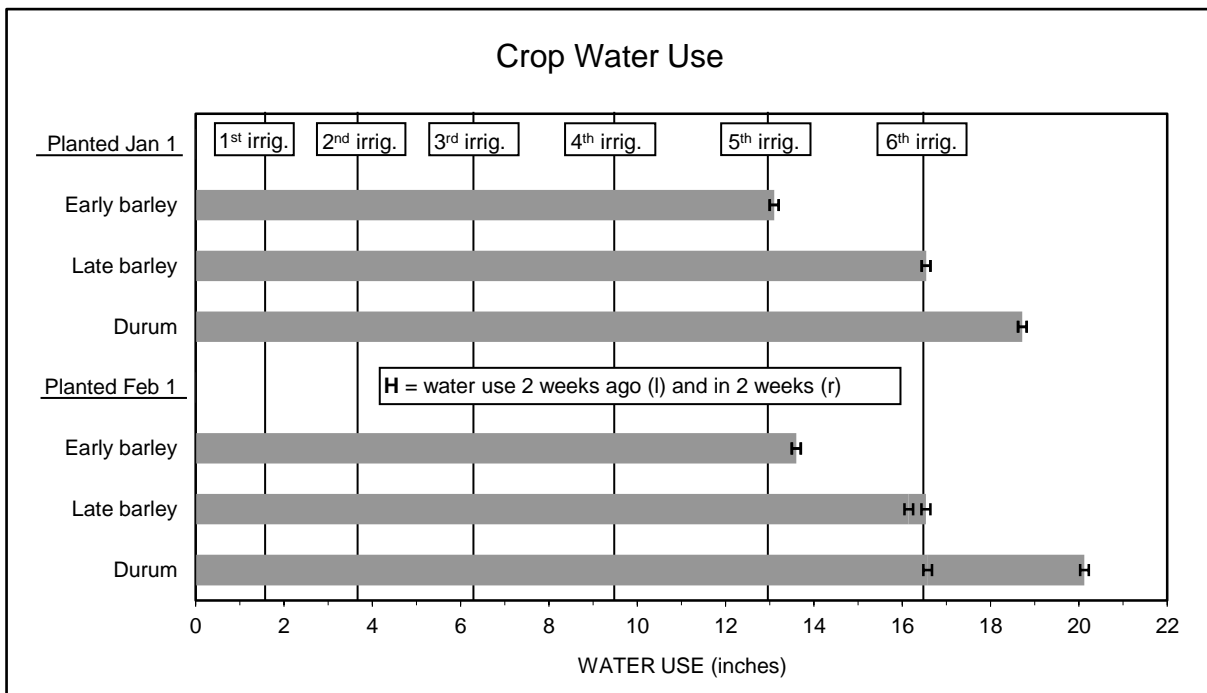 Crop Water Use
Planted Jan 1
1st irrig. 2nd irrig. 3rd irrig. 4th irrig. 5th irrig. 6th irrig.
Early barley
Late barley
Durum
Planted Feb 1
H = water use 2 weeks ago (l) and in 2 weeks (r)
Early barley
Late barley
Durum
0 2 4 6 8 10 12 14 16 18 20 22
WATER USE (inches)